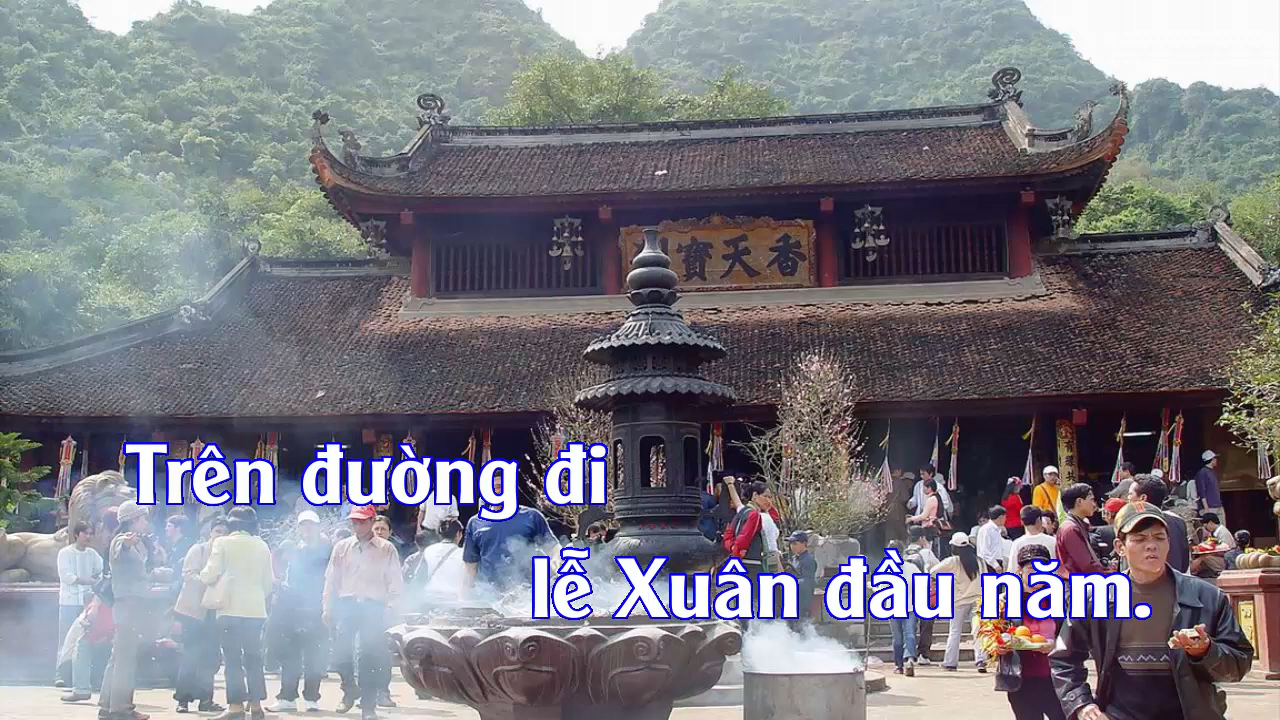 香天寶
Trên đường đi
lễ Xuân đầu năm.